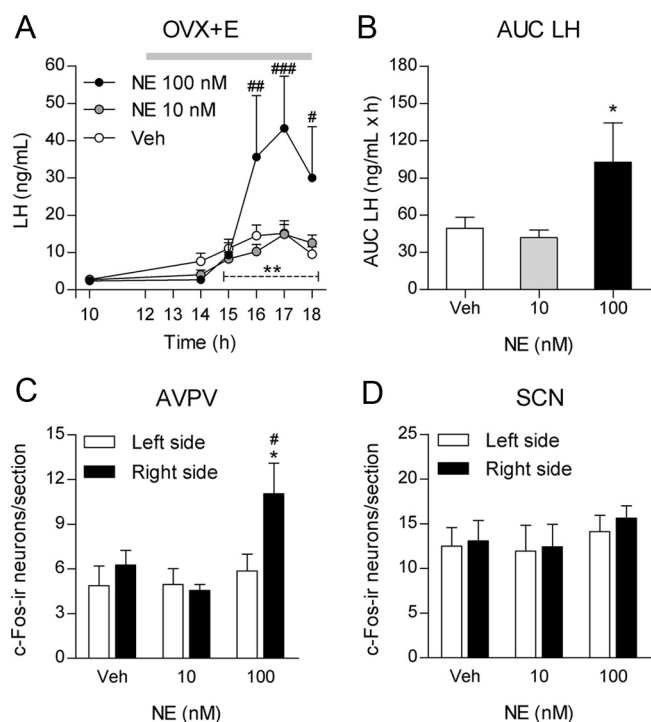 A
OVX+E
LH (ng/mL)
60
50
40
30
20
10
0
NE 100 nM
NE 10 nM
Veh
##
###
#
**
10 12 13 14 15 16 17 18
Time (h)
B
AUC LH
AUC LH (ng/mL x h)
180
150
120
90
60
30
0
*
Veh 10 100
NE (nM)
C
AVPV
c-Fos-ir neurons/section
15
12
9
6
3
0
Left side
Right side
#
*
Veh 10 100
NE (nM)
D
SCN
c-Fos-ir neurons/section
25
20
15
10
5
0
Left side
Right side
Veh 10 100
NE (nM)